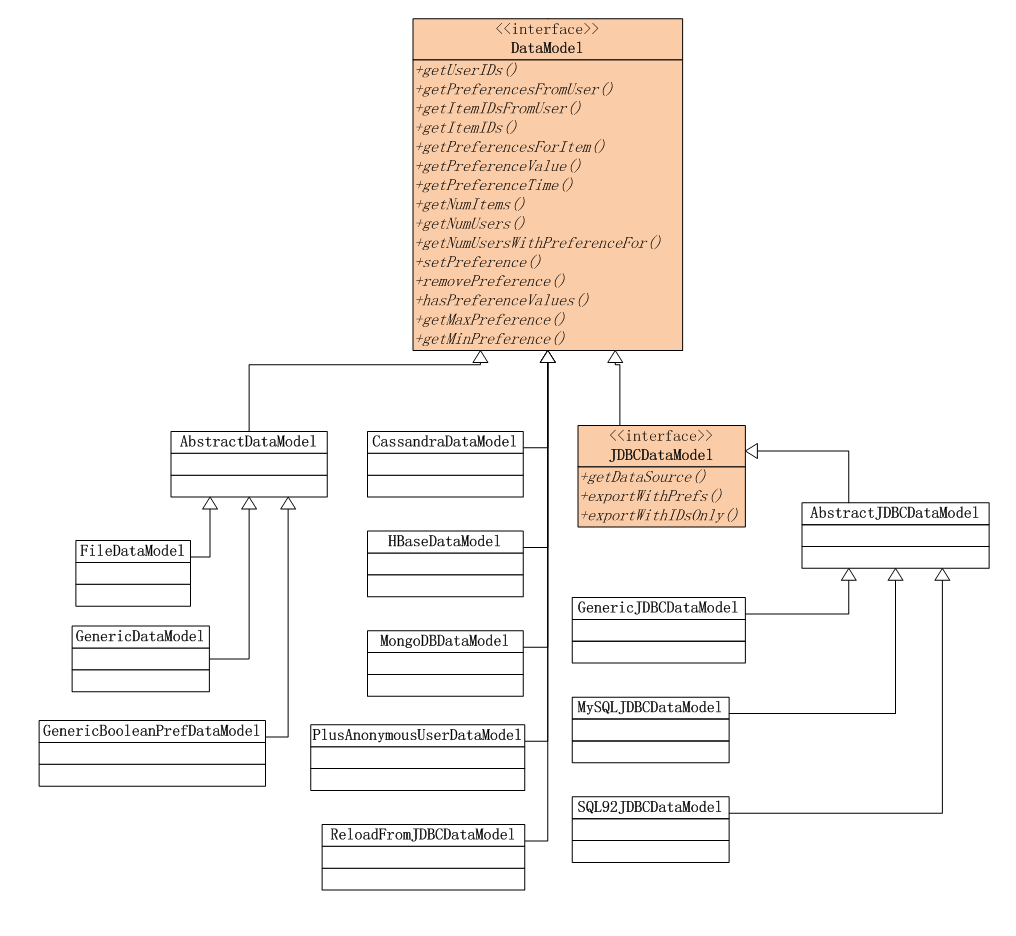 <<interface>>
DataModel
+getUserIDs()
+getPreferencesFromUser()
+getItemIDsFromUser()
+getItemIDs()
+getPreferencesForItem()
+getPreferenceValue()
+getPreferenceTime()
+getNumItems()
+getNumUsers()
+getNumUsersWithPreferenceFor()
+setPreference()
+removePreference()
+hasPreferenceValues()
+getMaxPreference()
+getMinPreference()
AbstractDataModel
FileDataModel
GenericDataModel
GenericBooleanPrefDataModel
CassandraDataModel
HBaseDataModel
MongoDBDataModel
PlusAnonymousUserDataModel
ReloadFromJDBCDataModel
<<interface>>
JDBCDataModel
+getDataSource()
+exportWithPrefs()
+exportWithIDsOnly()
AbstractJDBCDataModel
GenericJDBCDataModel
MySQLJDBCDataModel
SQL92JDBCDataModel